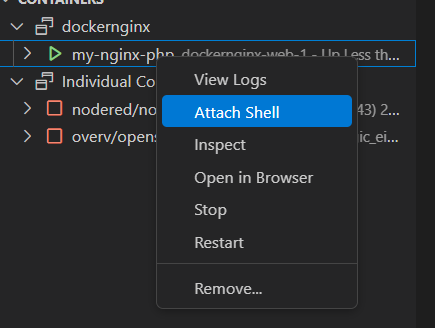 CONTAINERS
dockernginx
my-nginx-php dockernginx-web-1 - Up Less th...
Individual Co
View Logs
nodered/no
Attach Shell
43) 2...
overv/opens
Inspect
nic_ei...
Open in Browser
Stop
Restart
Remove...